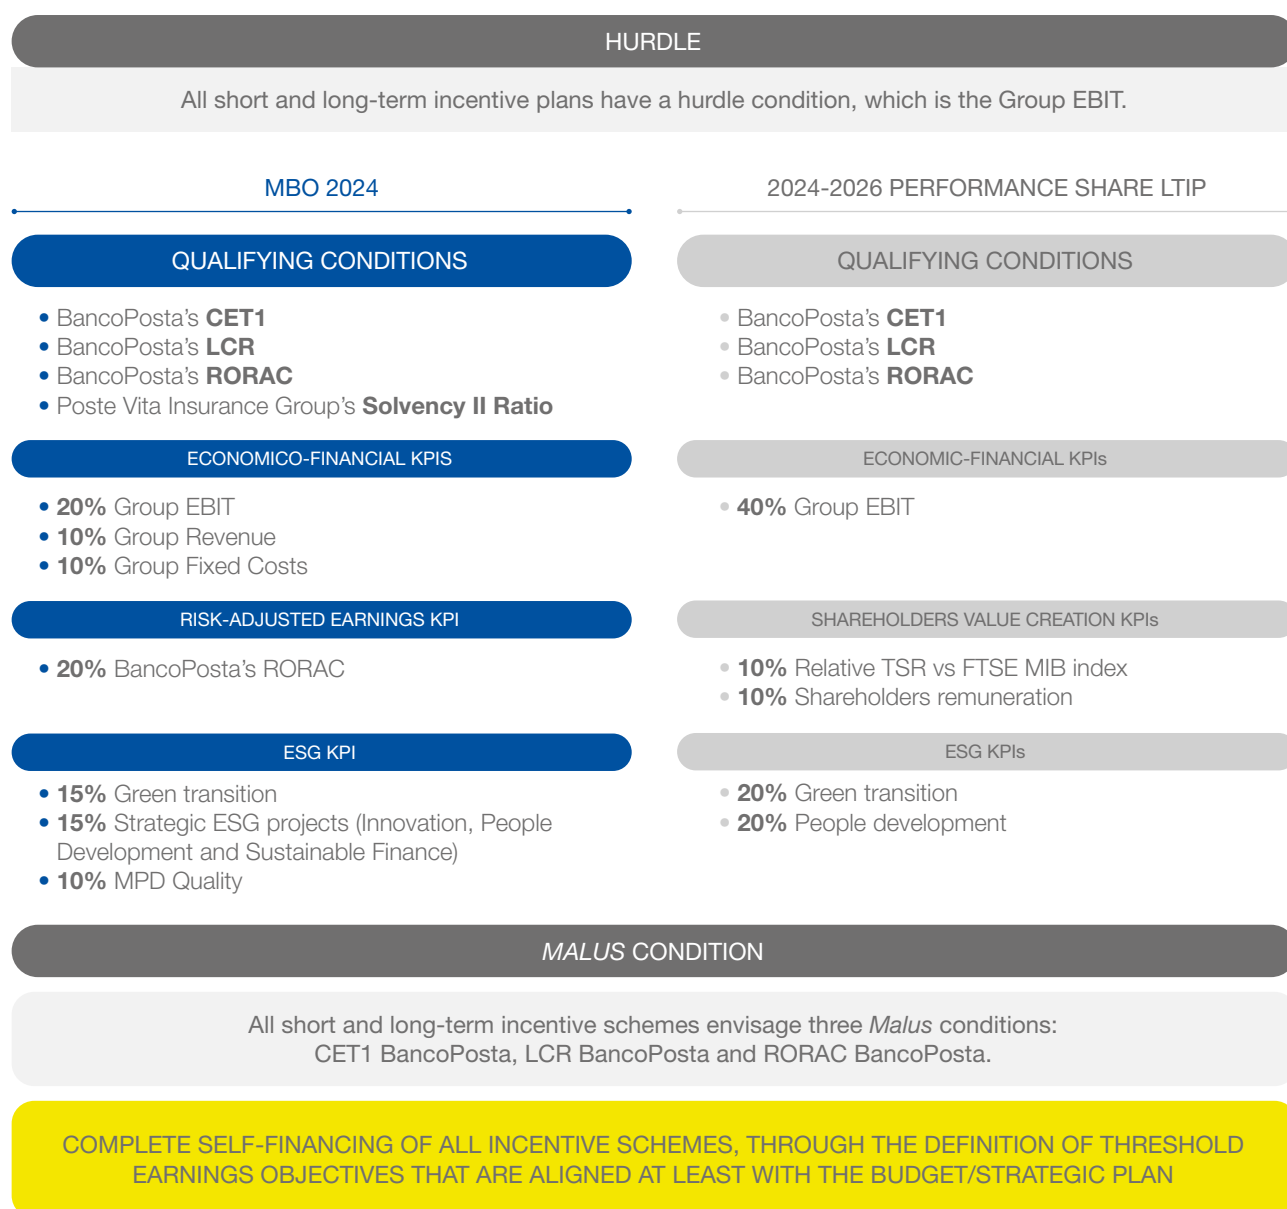 HURDLE
All short and long-term incentive plans have a hurdle condition, which is the Group EBIT.
MBO 2024
QUALIFYING CONDITIONS
• BancoPosta's CET1
• BancoPosta's LCR
• BancoPosta's RORAC
• Poste Vita Insurance Group's Solvency II Ratio
ECONOMICO-FINANCIAL KPIS
• 20% Group EBIT
• 10% Group Revenue
• 10% Group Fixed Costs
RISK-ADJUSTED EARNINGS KPI
• 20% BancoPosta's RORAC
ESG KPI
• 15% Green transition
• 15% Strategic ESG projects (Innovation, People
Development and Sustainable Finance)
• 10% MPD Quality
2024-2026 PERFORMANCE SHARE LTIP
QUALIFYING CONDITIONS
• BancoPosta's CET1
• BancoPosta's LCR
• BancoPosta's RORAC
ECONOMIC-FINANCIAL KPIs
• 40% Group EBIT
SHAREHOLDERS VALUE CREATION KPIs
• 10% Relative TSR vs FTSE MIB index
• 10% Shareholders remuneration
ESG KPIs
• 20% Green transition
• 20% People development
MALUS CONDITION
All short and long-term incentive schemes envisage three Malus conditions:
CET1 BancoPosta, LCR BancoPosta and RORAC BancoPosta.
COMPLETE SELF-FINANCING OF ALL INCENTIVE SCHEMES, THROUGH THE DEFINITION OF THRESHOLD
EARNINGS OBJECTIVES THAT ARE ALIGNED AT LEAST WITH THE BUDGET/STRATEGIC PLAN